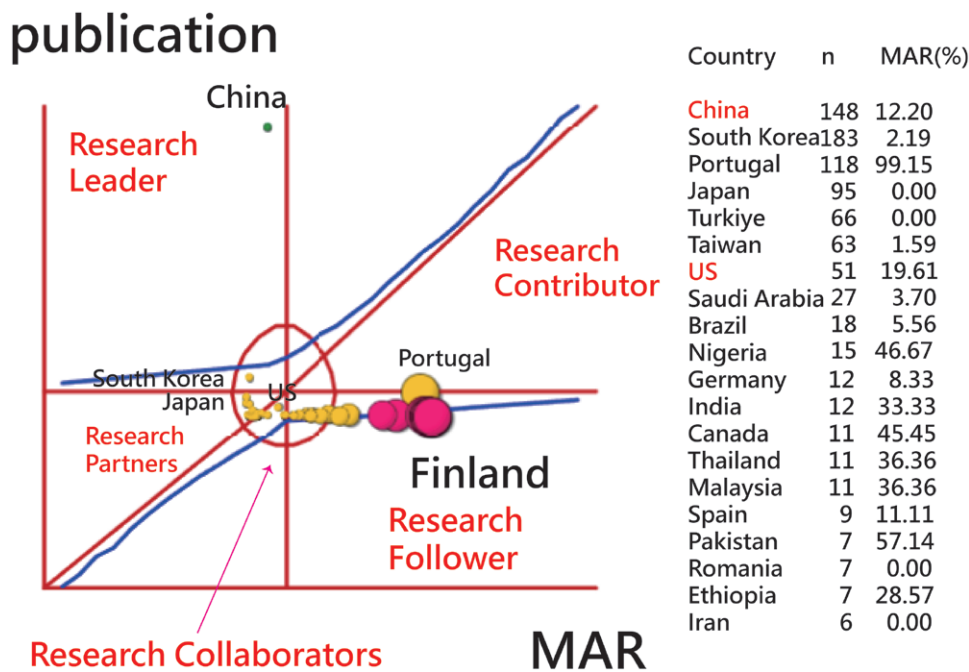 publication
China
Research
Leader
Research
Contributor
Portugal
South Korea
US
Japan
Research
Partners
Finland
Research
Follower
Research Collaborators
MAR
Country n MAR(%)
China 148 12.20
South Korea 183 2.19
Portugal 118 99.15
Japan 95 0.00
Turkiye 66 0.00
Taiwan 63 1.59
US 51 19.61
Saudi Arabia 27 3.70
Brazil 18 5.56
Nigeria 15 46.67
Germany 12 8.33
India 12 33.33
Canada 11 45.45
Thailand 11 36.36
Malaysia 11 36.36
Spain 9 11.11
Pakistan 7 57.14
Romania 7 0.00
Ethiopia 7 28.57
Iran 6 0.00